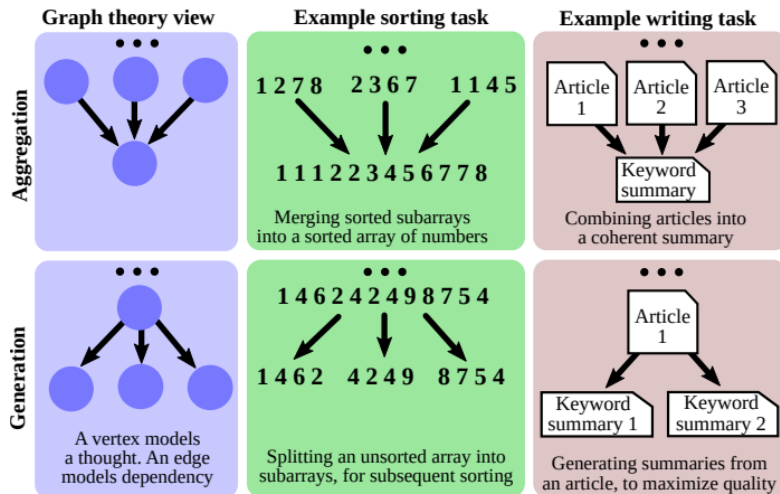 Graph theory view
Example sorting task
Example writing task
Aggregation
1 2 7 8
2 3 6 7
1 1 4 5
1 1 1 2 2 3 4 5 6 7 7 8
Merging sorted subarrays
into a sorted array of numbers
Article
1
Article
2
Article
3
Keyword
summary
Combining articles into
a coherent summary
Generation
A vertex models
a thought. An edge
models dependency
1 4 6 2 4 2 4 9 8 7 5 4
1 4 6 2
4 2 4 9
8 7 5 4
Splitting an unsorted array into
subarrays, for subsequent sorting
Article
1
Keyword
summary 1
Keyword
summary 2
Generating summaries from
an article, to maximize quality